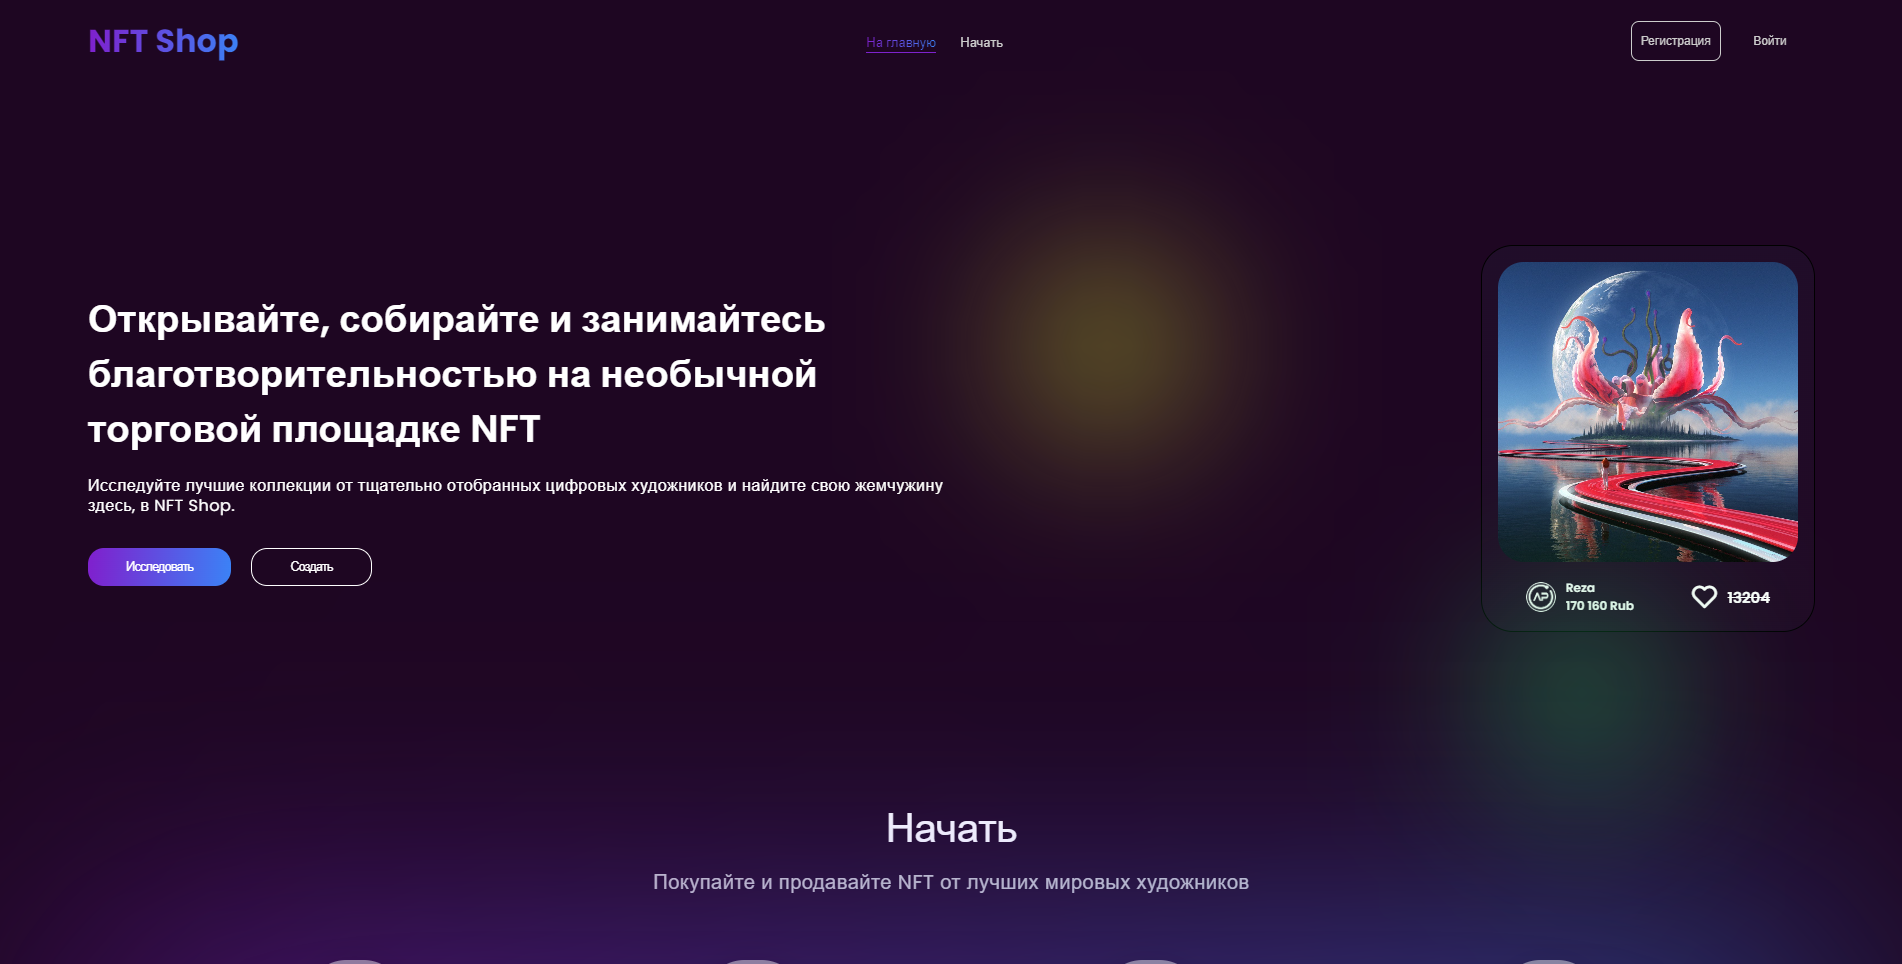 NFT Shop
На главную
Начать
Регистрация
Войти
Открывайте, собирайте и занимайтесь
благотворительностью на необычной
торговой площадке NFT
Исследуйте лучшие коллекции от тщательно отобранных цифровых художников и найдите свою жемчужину
здесь, в NFT Shop.
Исследовать
Создать
AP
Reza
170 160 Rub
13204
Начать
Покупайте и продавайте NFT от лучших мировых художников